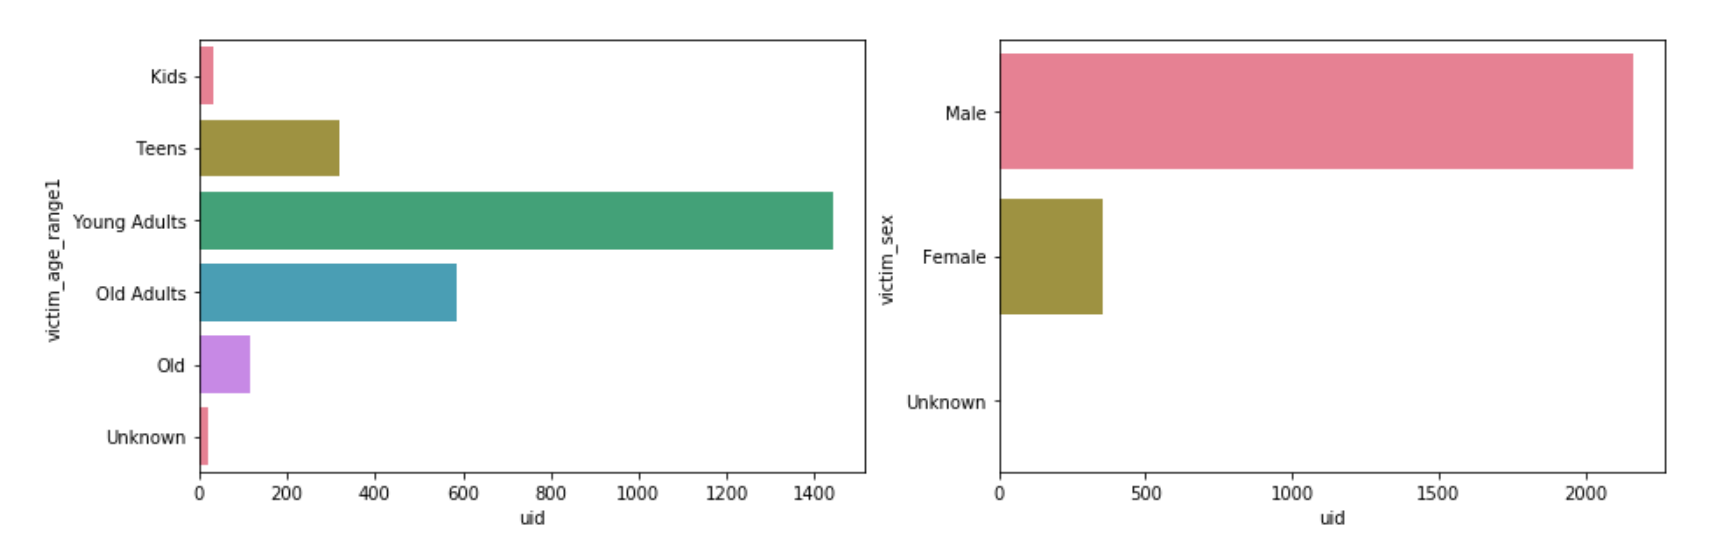 victim_age_range1
Kids
Teens
Young Adults
Old Adults
Old
Unknown
0 200 400 600 800 1000 1200 1400
uid
victim_sex
Male
Female
Unknown
0 500 1000 1500 2000
uid